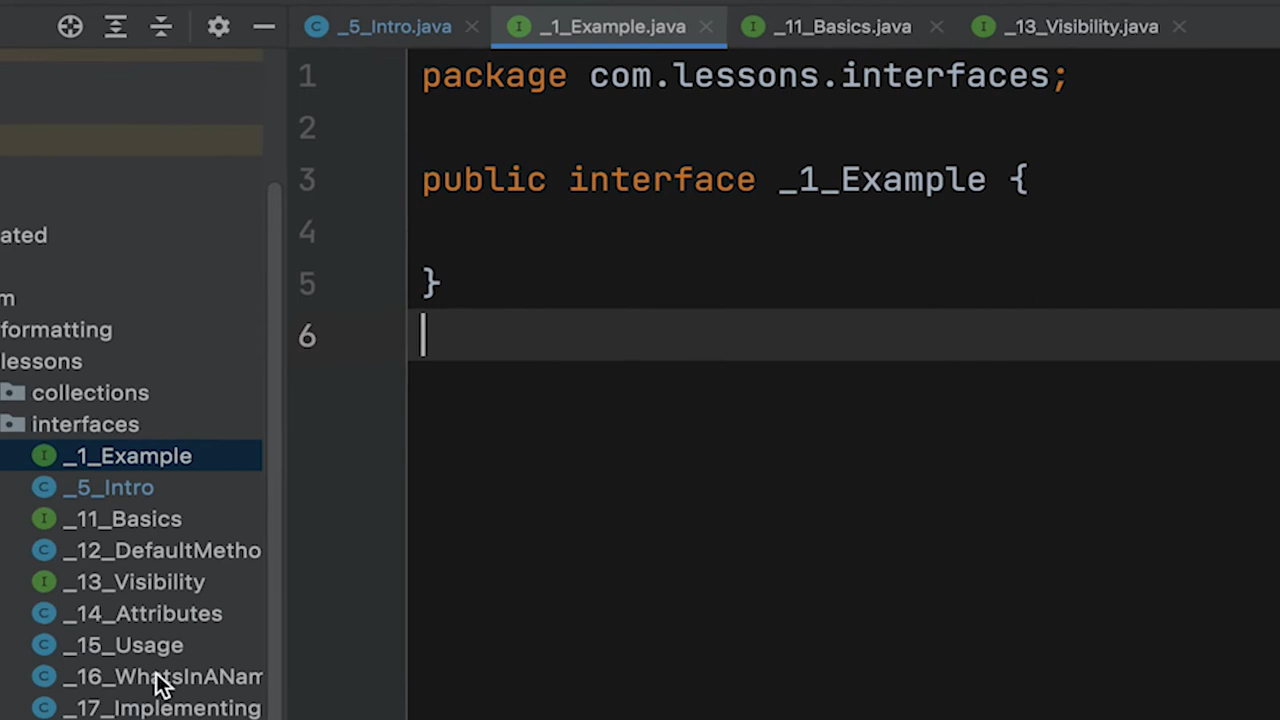 _5_Intro.java
_1_Example.java
_11_Basics.java
_13_Visibility.java
1 package com.lessons.interfaces;
2
3 public interface _1_Example {
4
5 }
6
ated
m
formatting
lessons
collections
interfaces
I _1_Example
C _5_Intro
I _11_Basics
C _12_DefaultMetho
I _13_Visibility
C _14_Attributes
C _15_Usage
C _16_WhatsInANam
C _17_Implementing